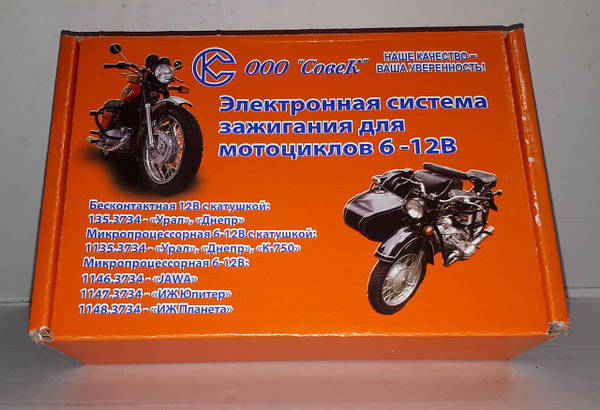 СК ООО "СовеК"
НАШЕ КАЧЕСТВО –
ВАША УВЕРЕННОСТЬ!
Электронная система
зажигания для
мотоциклов 6 -12В
Бесконтактная 12В с катушкой:
135.3734 - «Урал», «Днепр»
Микропроцессорная 6-12В с катушкой:
1135.3734 - «Урал», «Днепр», «К-750»
Микропроцессорная 6-12В:
1146.3734 - «JAWA»
1147.3734 - «ИЖ Юпитер»
1148.3734 - «ИЖ Планета»